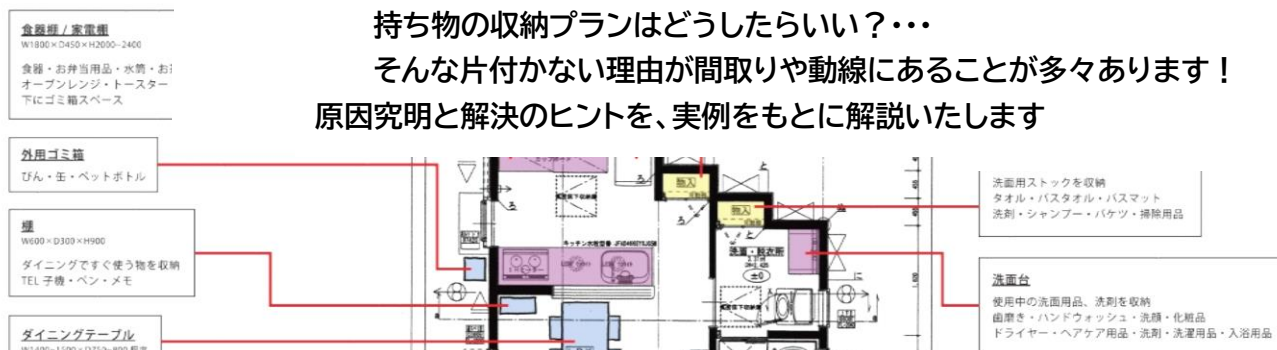 持ち物の収納プランはどうしたらいい?・・・
そんな片付かない理由が間取りや動線にあることが多々あります!
原因究明と解決のヒントを、実例をもとに解説いたします
食器棚 / 家電棚
W1800×D450×H2000~2400
食器・お弁当用品・水筒・お
オーブンレンジ・トースター
下にゴミ箱スペース
外用ゴミ箱
びん・缶・ペットボトル
棚
W600×D300×H900
ダイニングですぐ使う物を収納
TEL 子機・ペン・メモ
ダイニングテーブル
物入
物入
洗面・脱衣所
±0
洗面用ストックを収納
タオル・バスタオル・バスマット
洗剤・シャンプー・バケツ・掃除用品
洗面台
使用中の洗面用品、洗剤を収納
歯磨き・ハンドウォッシュ・洗顔・化粧品
ドライヤー・ヘアケア用品・洗剤・洗濯用品・入浴用品